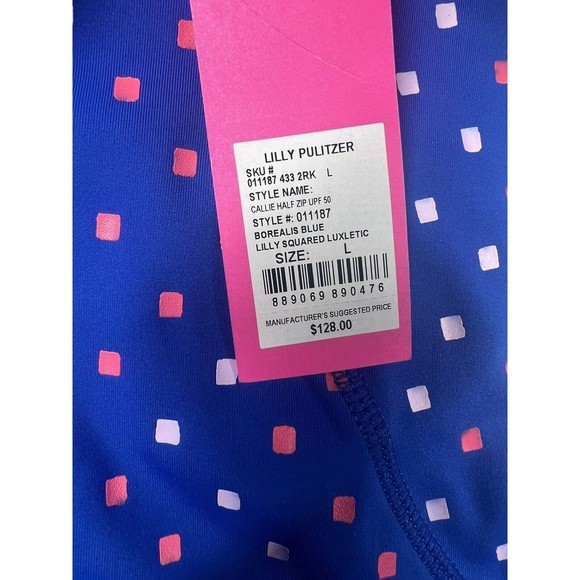 LILLY PULITZER
SKU #
011187 433 2RK L
STYLE NAME:
CALLIE HALF ZIP UPF 50
STYLE #: 011187
BOREALIS BLUE
LILLY SQUARED LUXLETIC
SIZE: L
889069 890476
MANUFACTURER'S SUGGESTED PRICE
$128.00